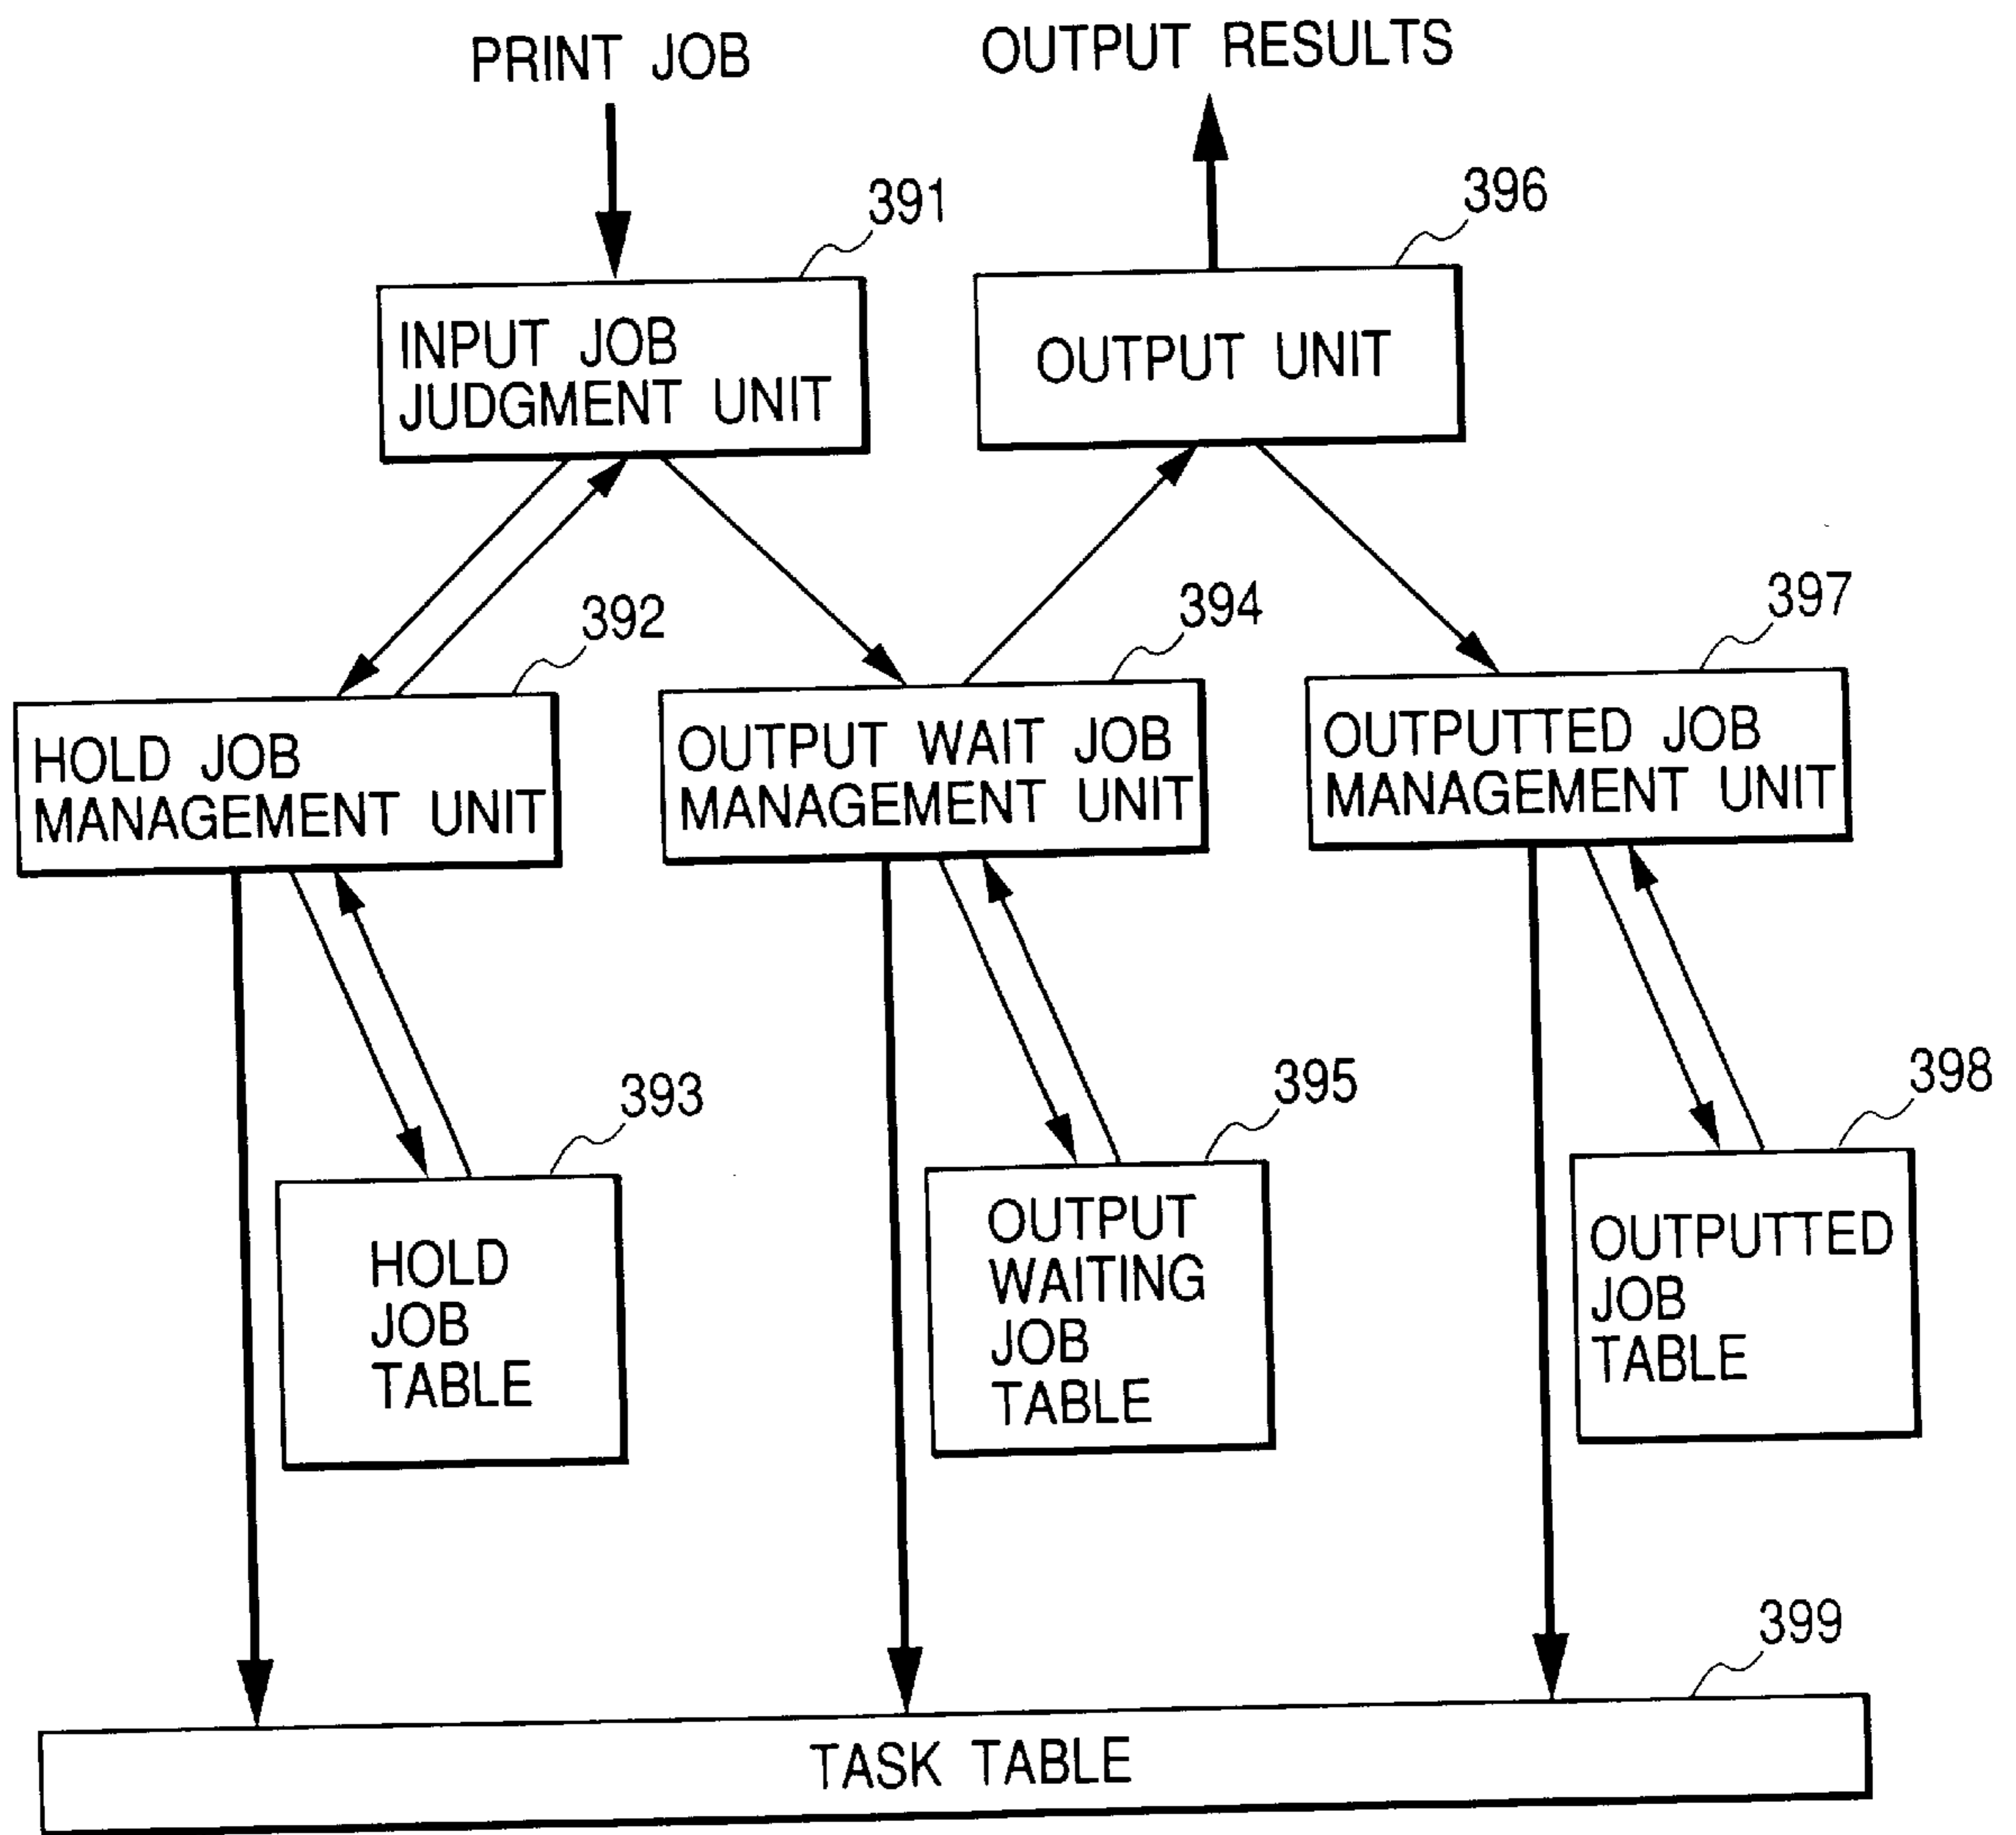 PRINT JOB
OUTPUT RESULTS
391
396
INPUT JOB
JUDGMENT UNIT
OUTPUT UNIT
392
394
397
HOLD JOB
MANAGEMENT UNIT
OUTPUT WAIT JOB
MANAGEMENT UNIT
OUTPUTTED JOB
MANAGEMENT UNIT
393
395
398
HOLD
JOB
TABLE
OUTPUT
WAITING
JOB
TABLE
OUTPUTTED
JOB
TABLE
399
TASK TABLE